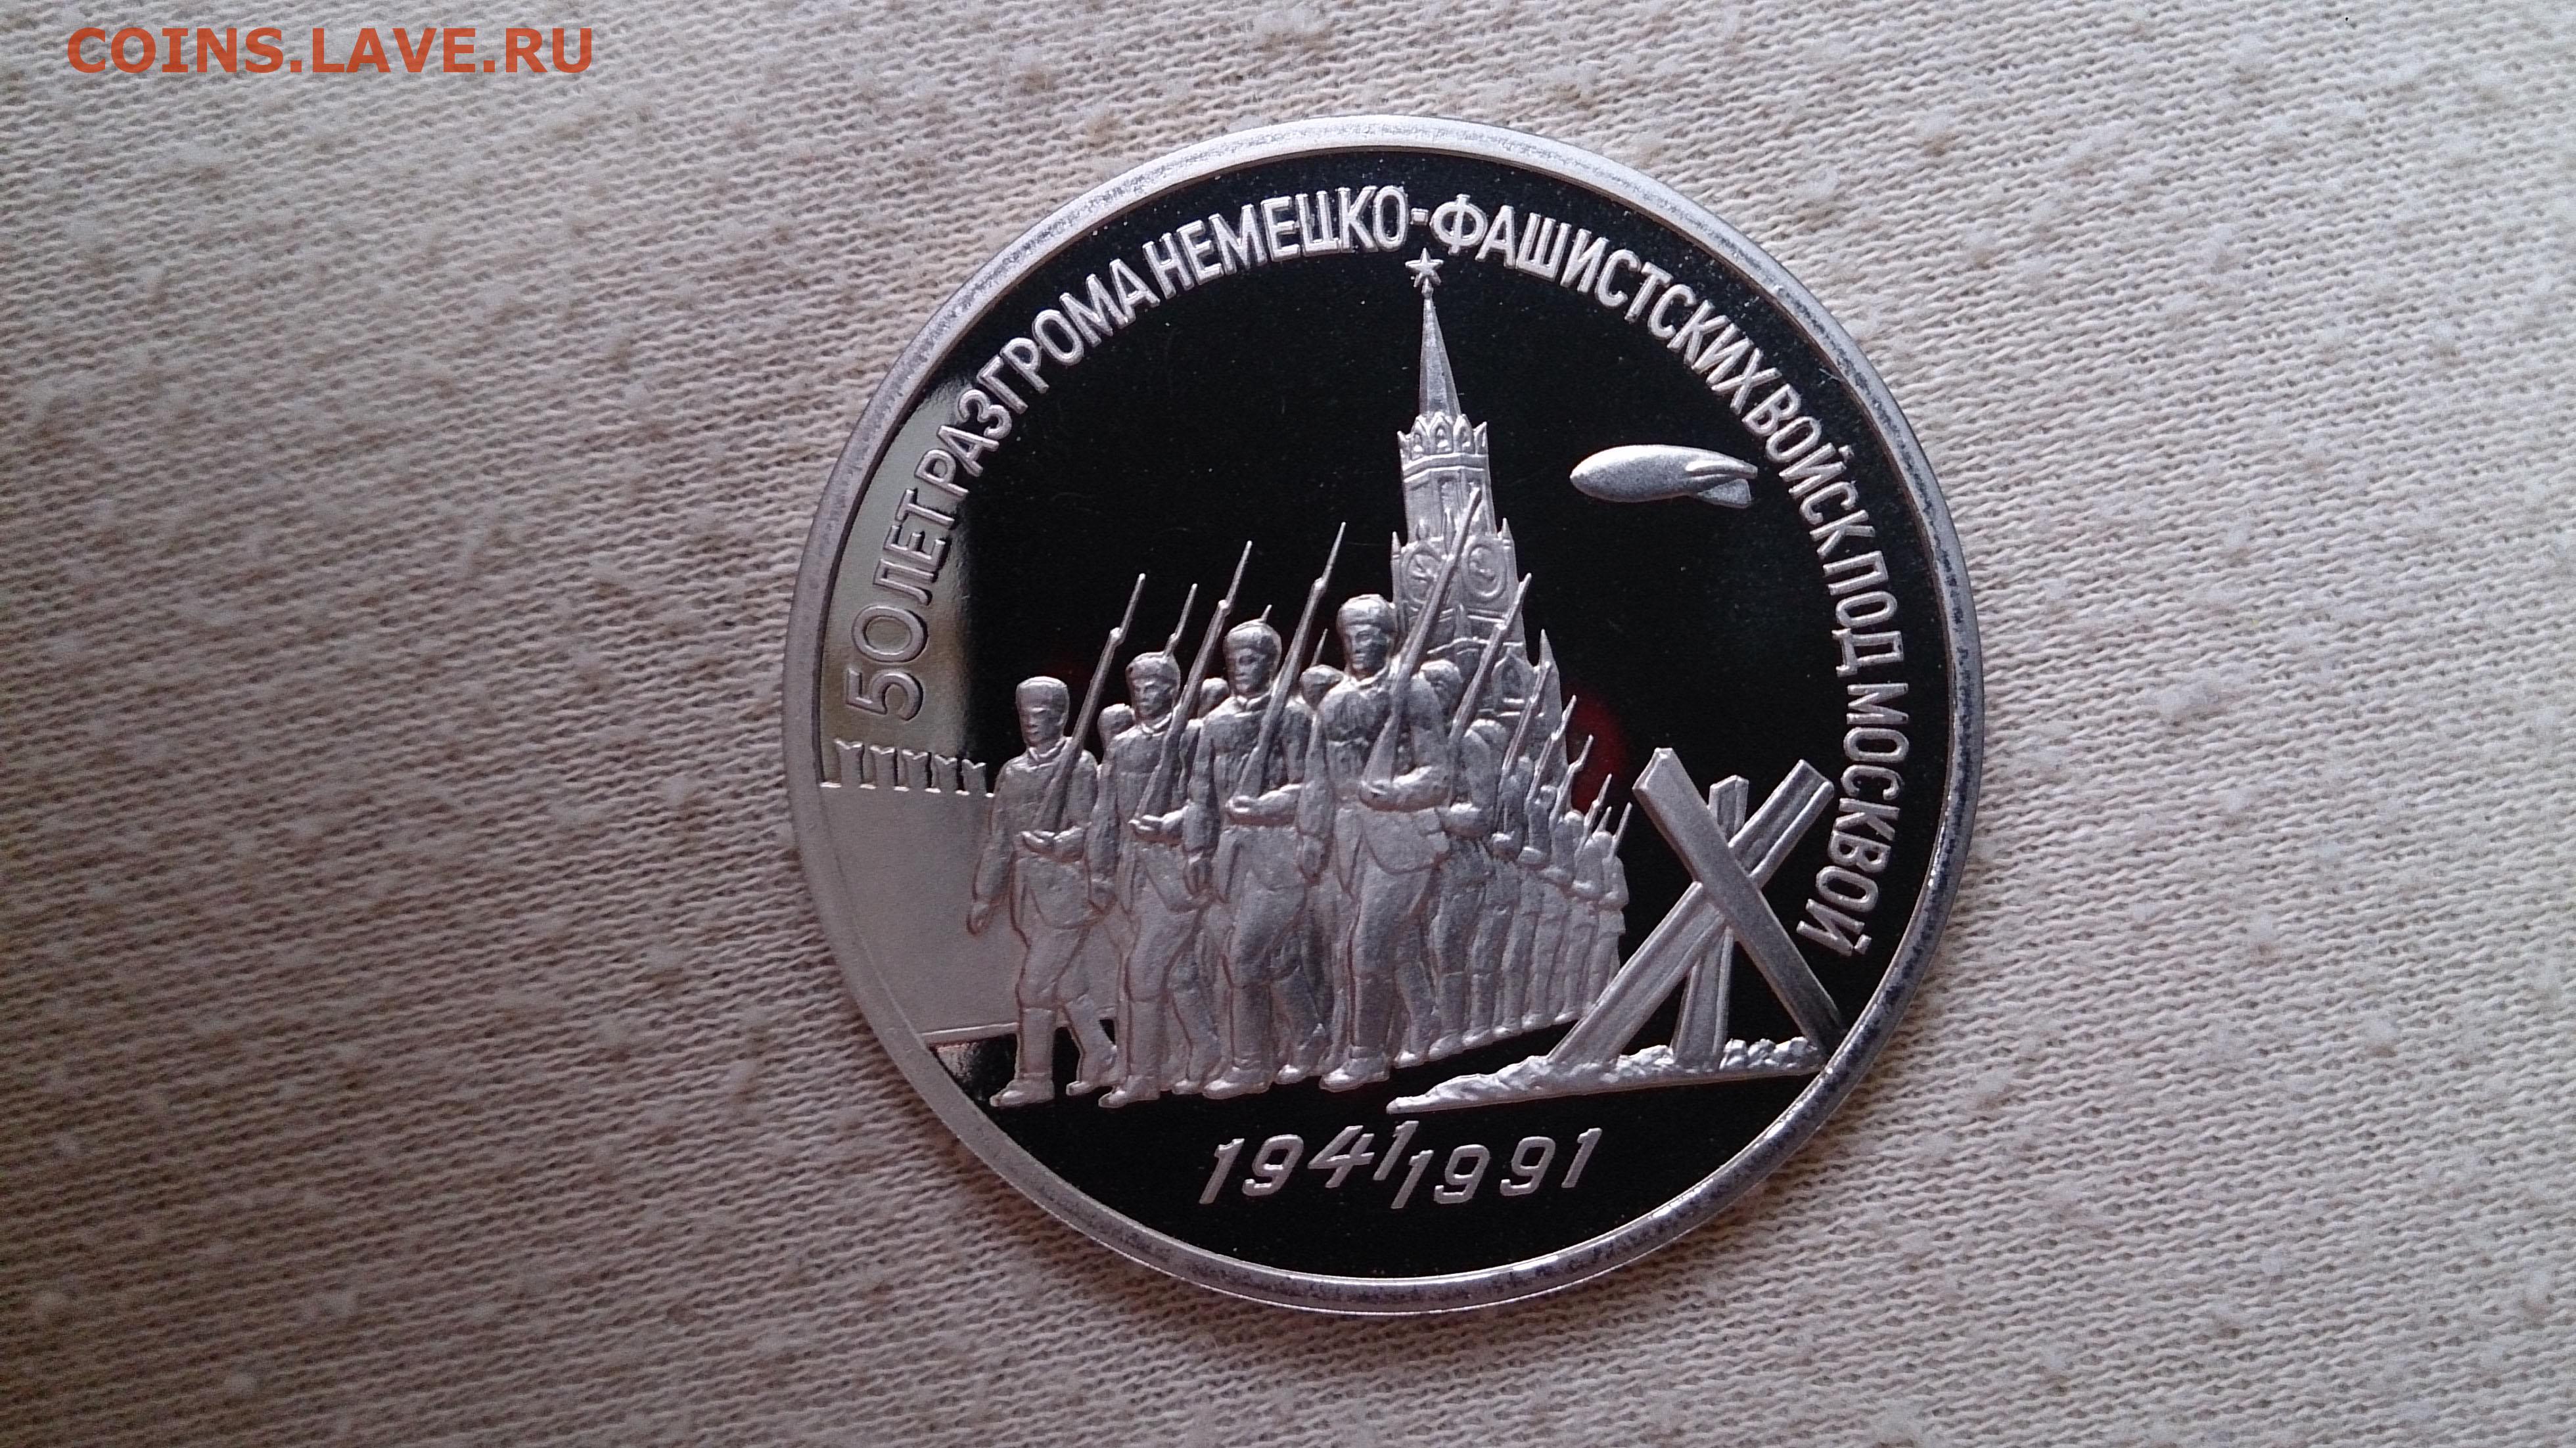 COINS.LAVE.RU
50 ЛЕТ РАЗГРОМА НЕМЕЦКО-ФАШИСТСКИХ ВОЙСК ПОД МОСКВОЙ
1941/1991